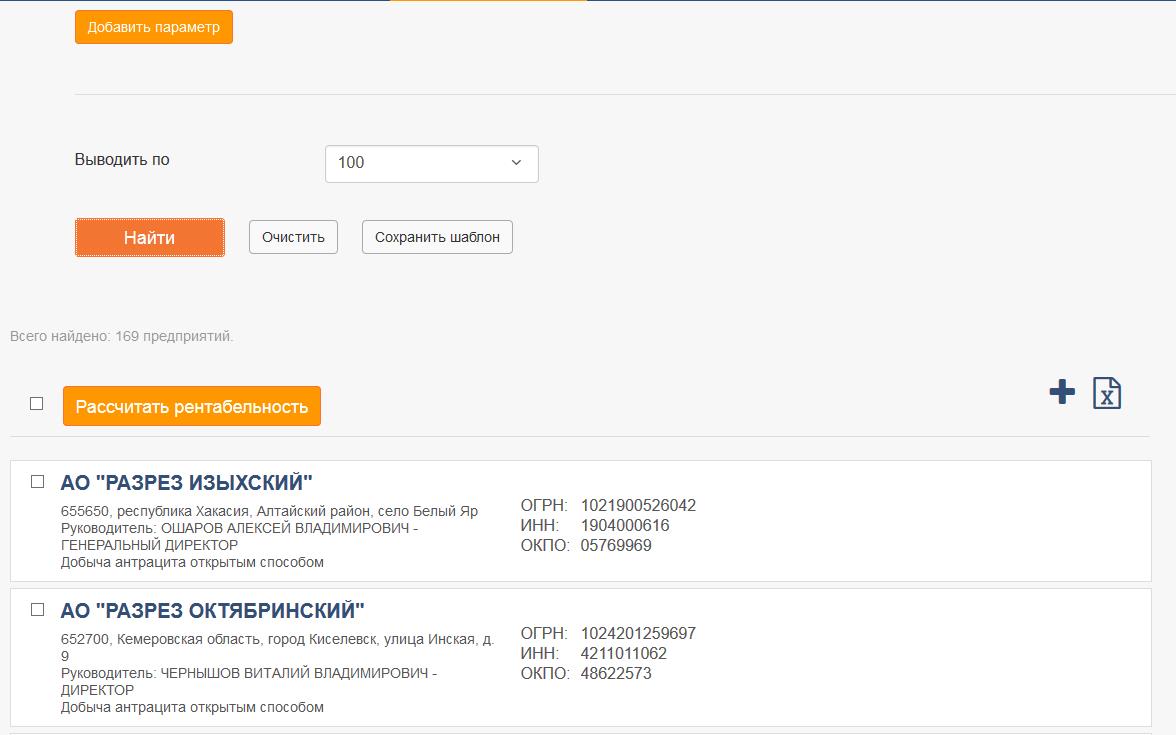 Добавить параметр
Выводить по
100
Найти
Очистить
Сохранить шаблон
Всего найдено: 169 предприятий.
Рассчитать рентабельность
X
АО "РАЗРЕЗ ИЗЫХСКИЙ"
655650, республика Хакасия, Алтайский район, село Белый Яр
Руководитель: ОШАРОВ АЛЕКСЕЙ ВЛАДИМИРОВИЧ -
ГЕНЕРАЛЬНЫЙ ДИРЕКТОР
Добыча антрацита открытым способом
ОГРН: 1021900526042
ИНН: 1904000616
ОКПО: 05769969
АО "РАЗРЕЗ ОКТЯБРИНСКИЙ"
652700, Кемеровская область, город Киселевск, улица Инская, д.
9
Руководитель: ЧЕРНЫШОВ ВИТАЛИЙ ВЛАДИМИРОВИЧ -
ДИРЕКТОР
Добыча антрацита открытым способом
ОГРН: 1024201259697
ИНН: 4211011062
ОКПО: 48622573